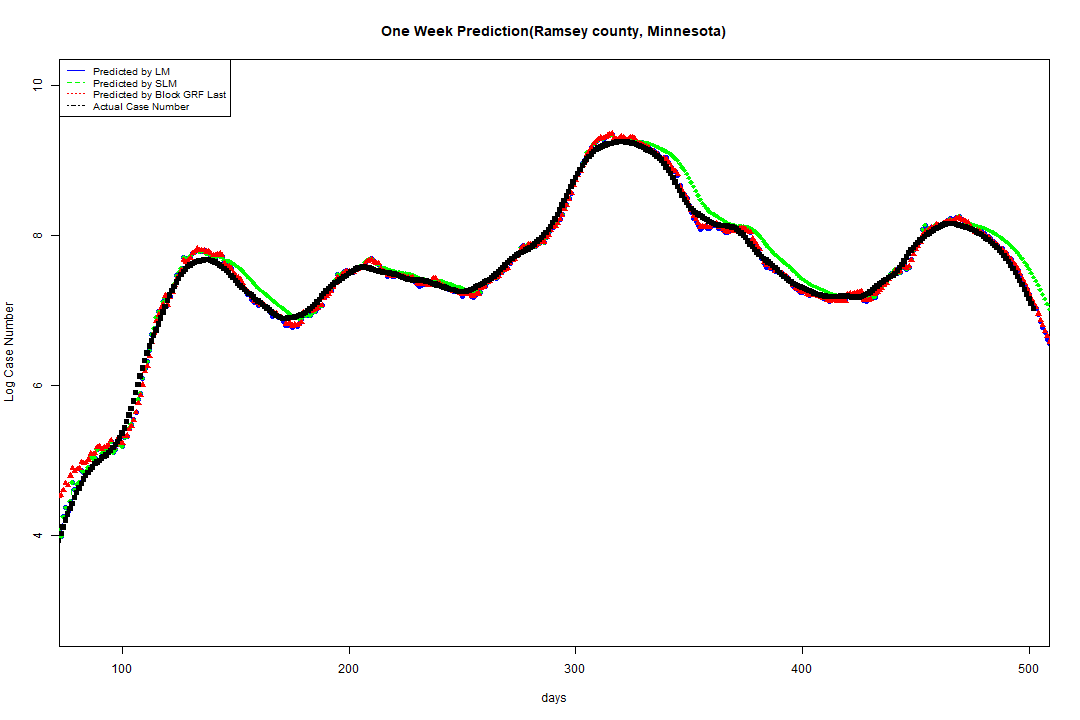 One Week Prediction(Ramsey county, Minnesota)
Predicted by LM
Predicted by SLM
Predicted by Block GRF Last
Actual Case Number
10
8
6
4
Log Case Number
100 200 300 400 500
days